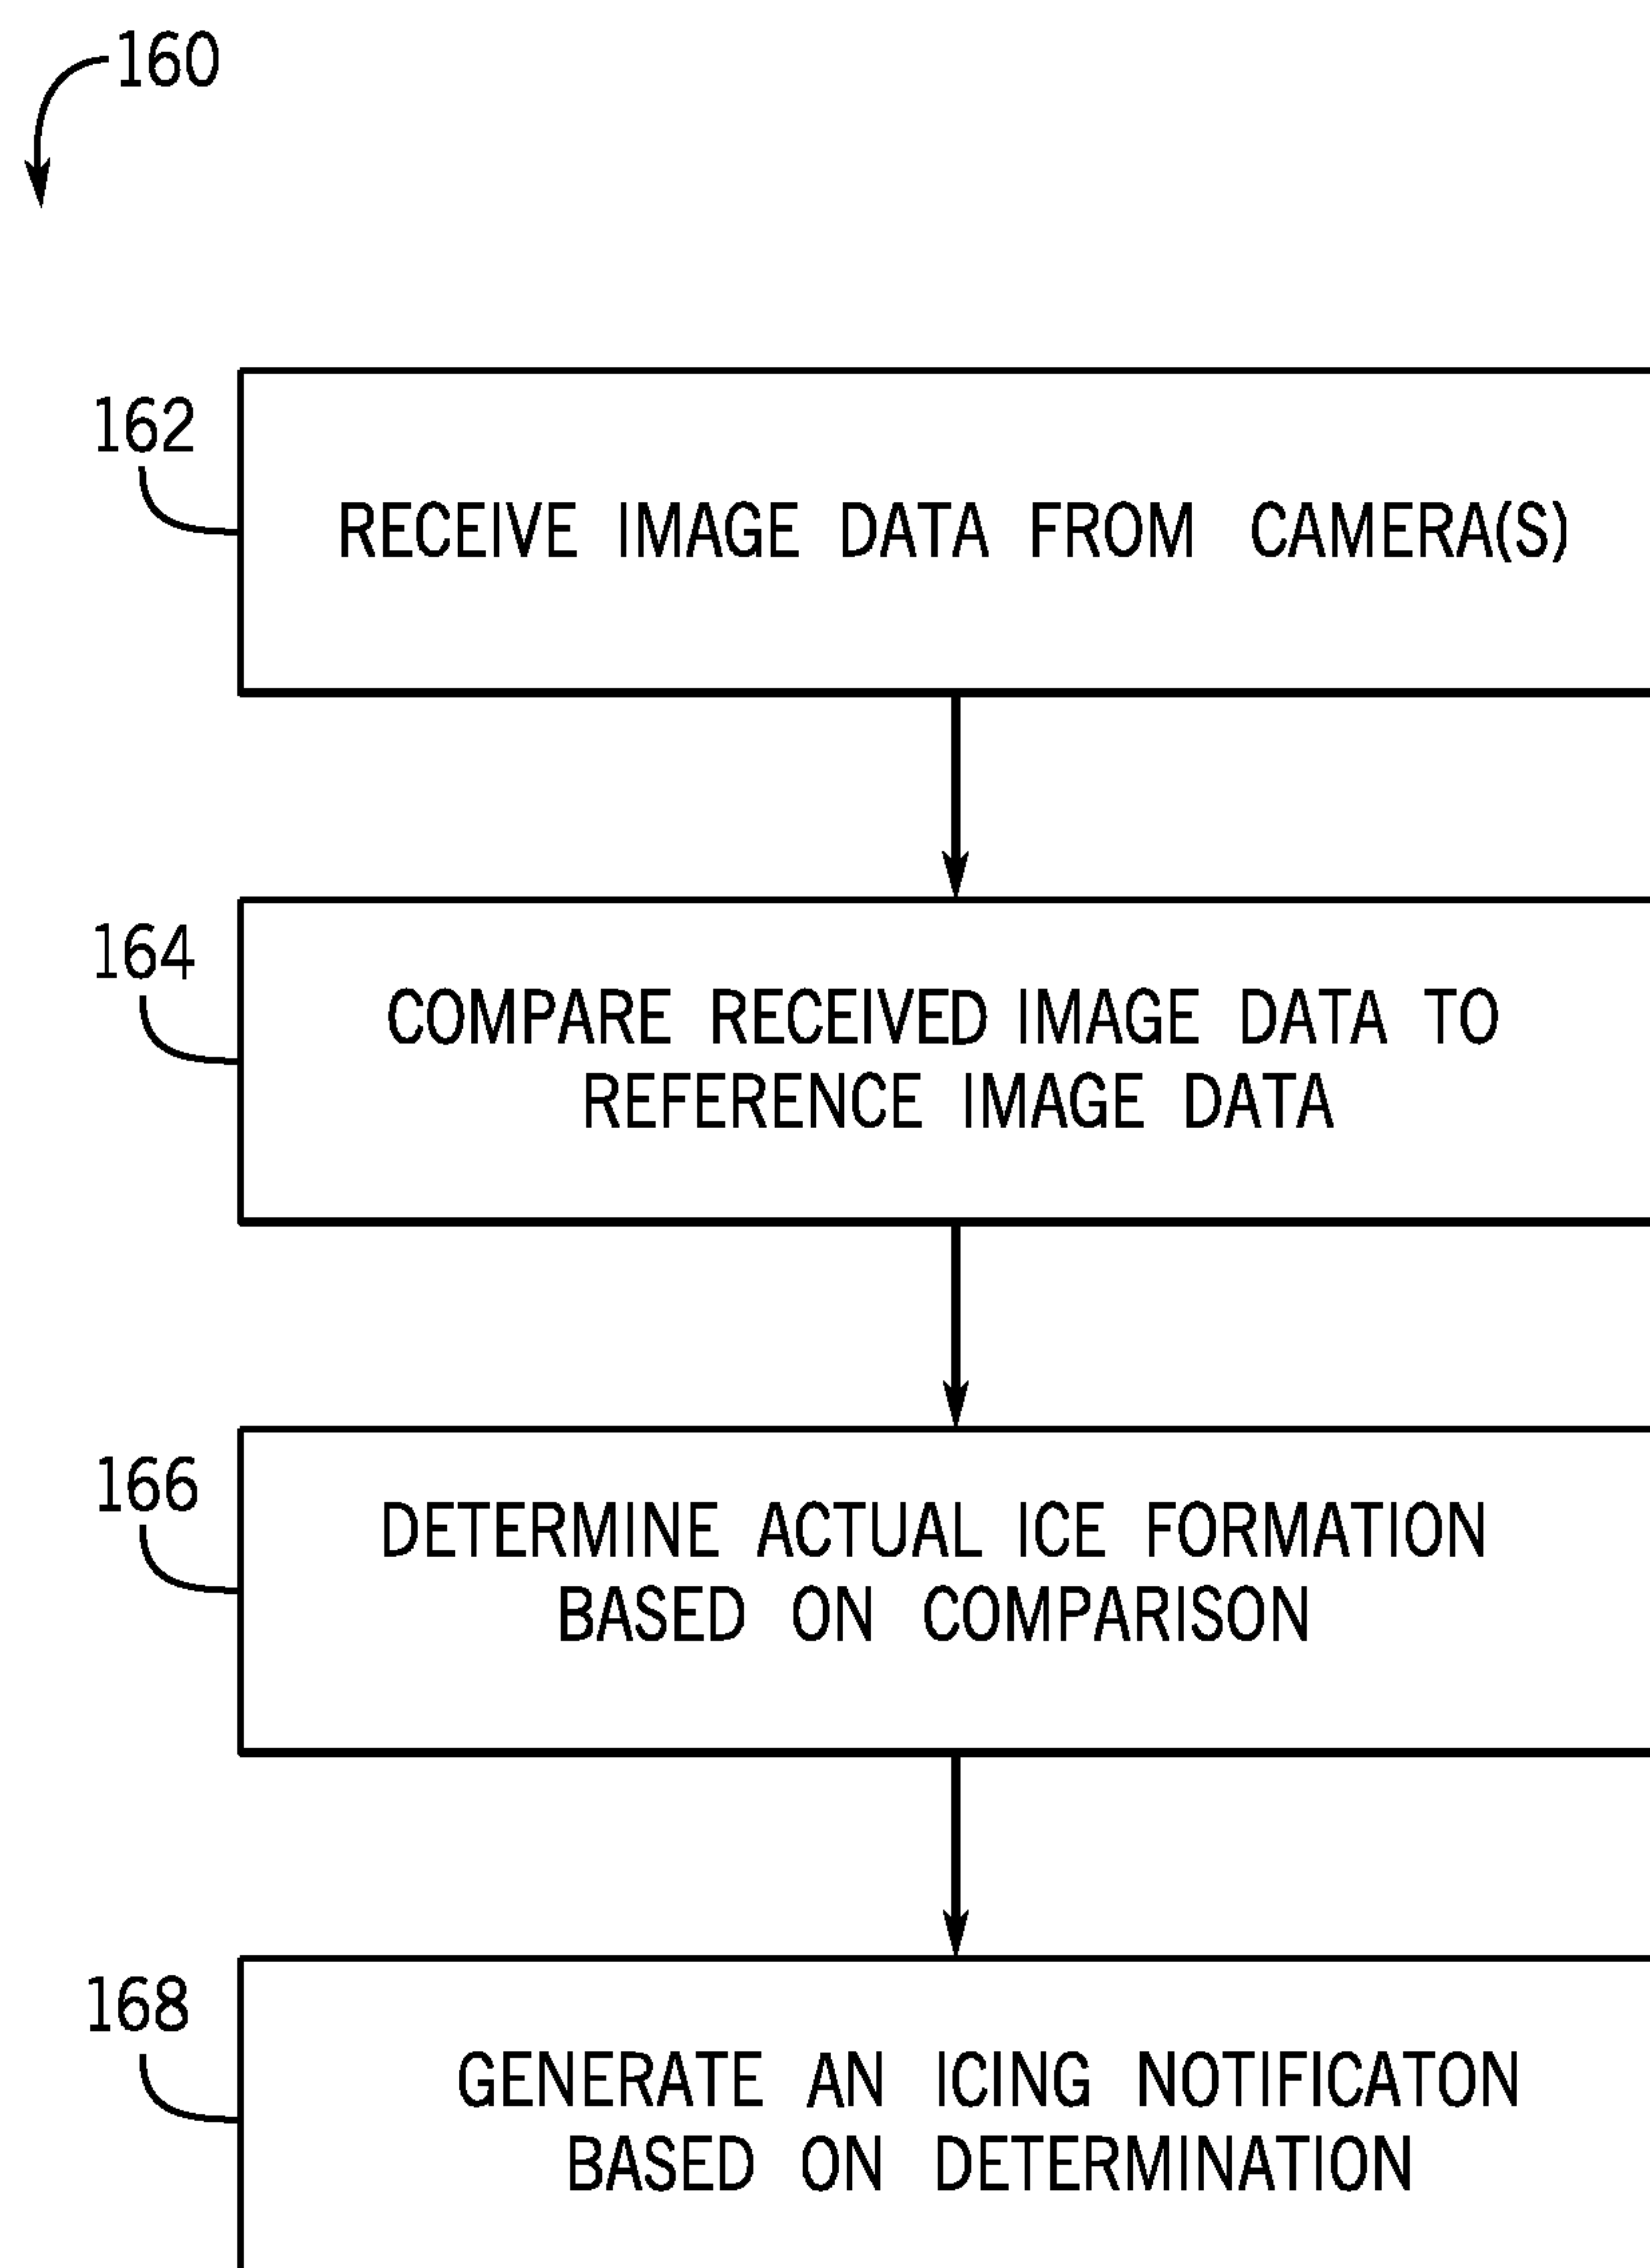 160
162
RECEIVE IMAGE DATA FROM CAMERA(S)
164
COMPARE RECEIVED IMAGE DATA TO
REFERENCE IMAGE DATA
166
DETERMINE ACTUAL ICE FORMATION
BASED ON COMPARISON
168
GENERATE AN ICING NOTIFICATON
BASED ON DETERMINATION